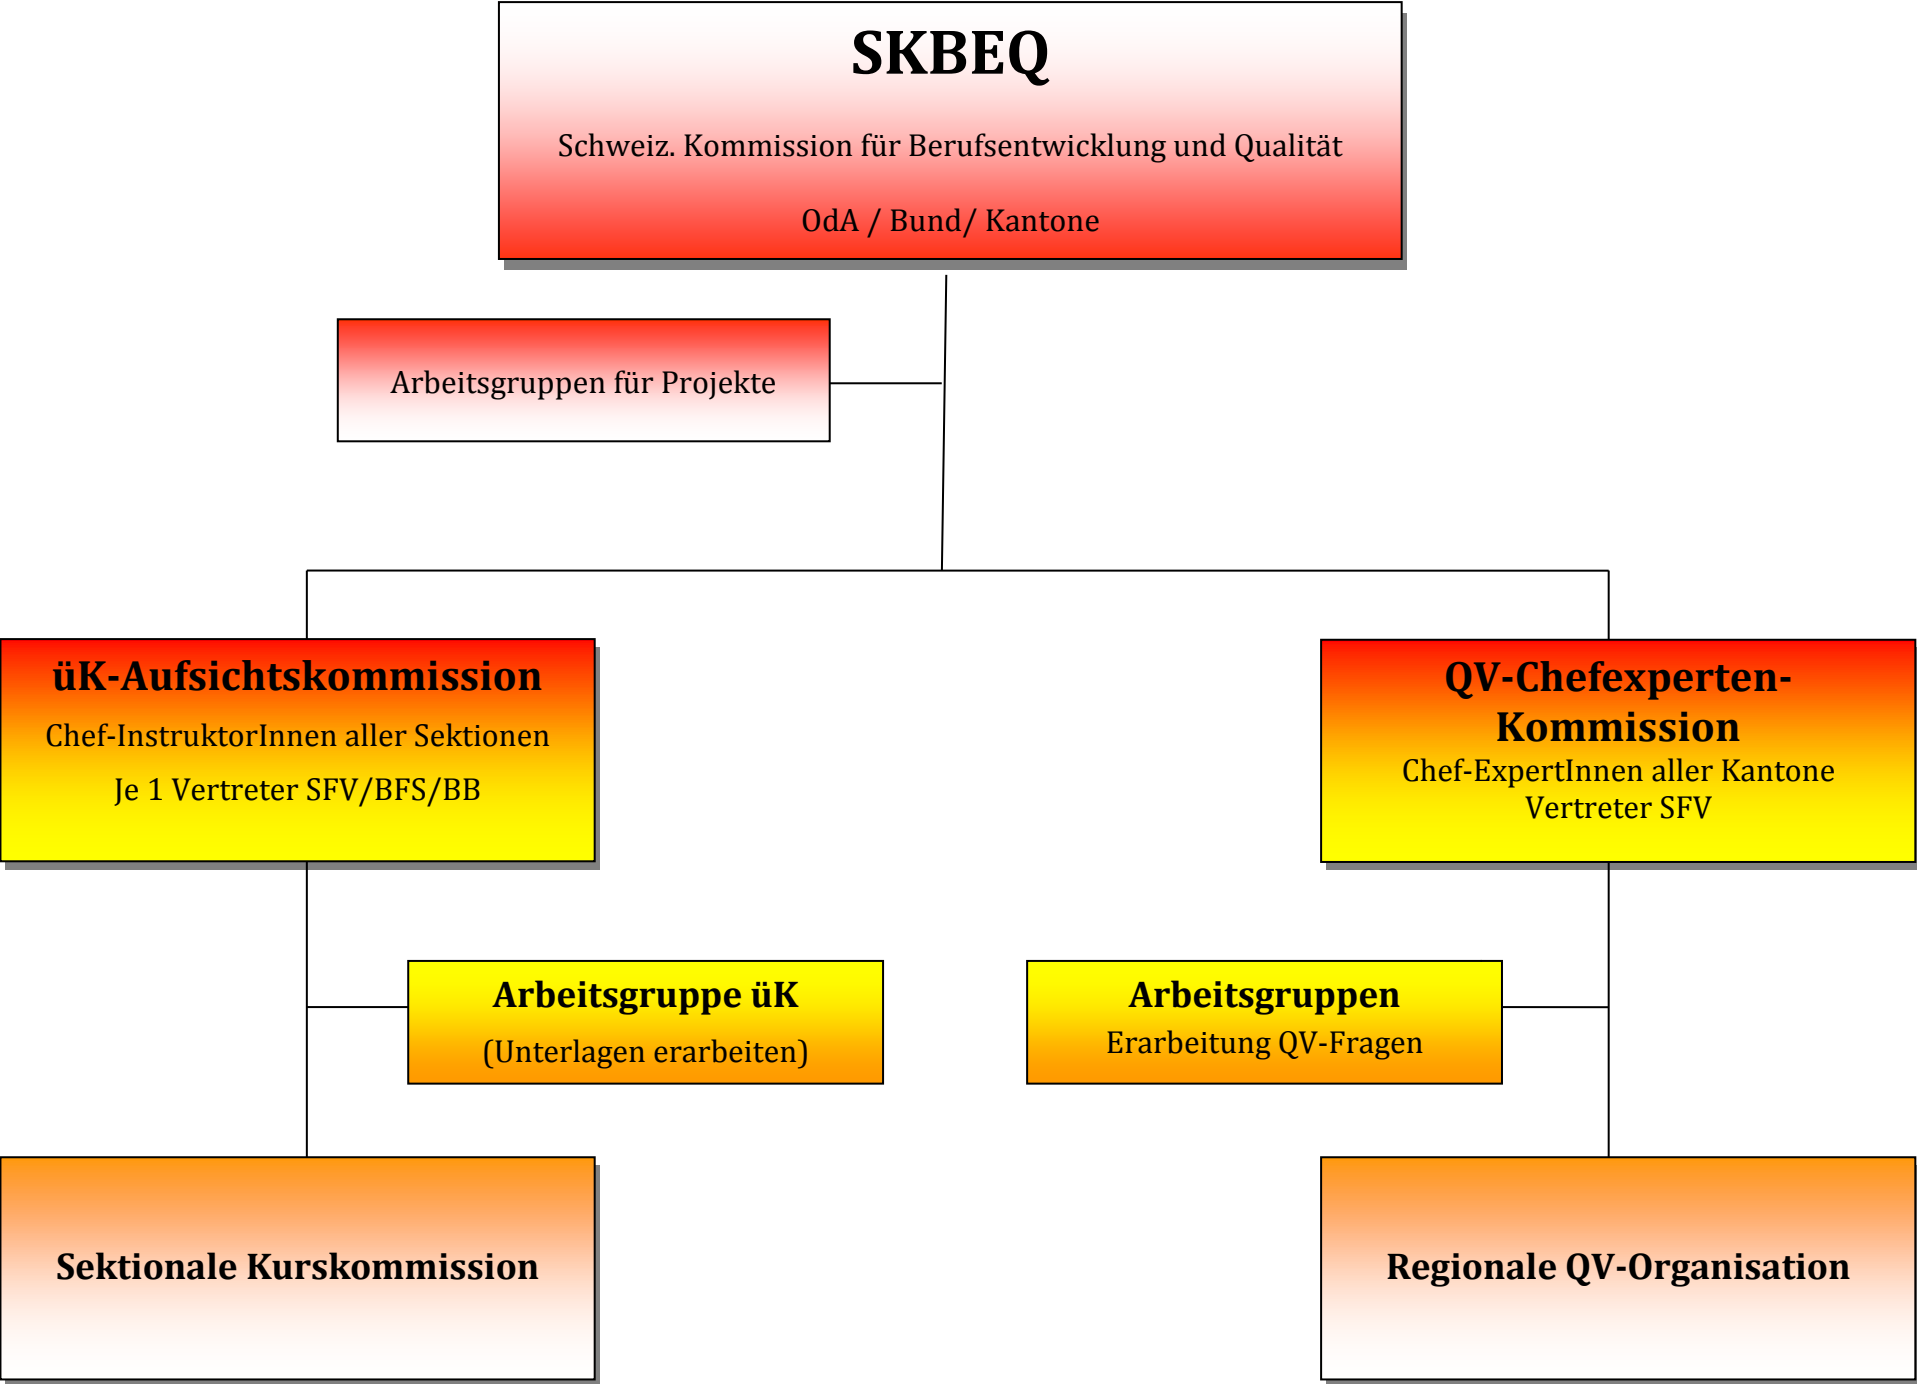 SKBEQ
Schweiz. Kommission für Berufsentwicklung und Qualität
OdA / Bund/ Kantone
Arbeitsgruppen für Projekte
üK-Aufsichtskommission
Chef-InstruktorInnen aller Sektionen
Je 1 Vertreter SFV/BFS/BB
QV-Chefexperten-
Kommission
Chef-ExpertInnen aller Kantone
Vertreter SFV
Arbeitsgruppe üK
(Unterlagen erarbeiten)
Arbeitsgruppen
Erarbeitung QV-Fragen
Sektionale Kurskommission
Regionale QV-Organisation